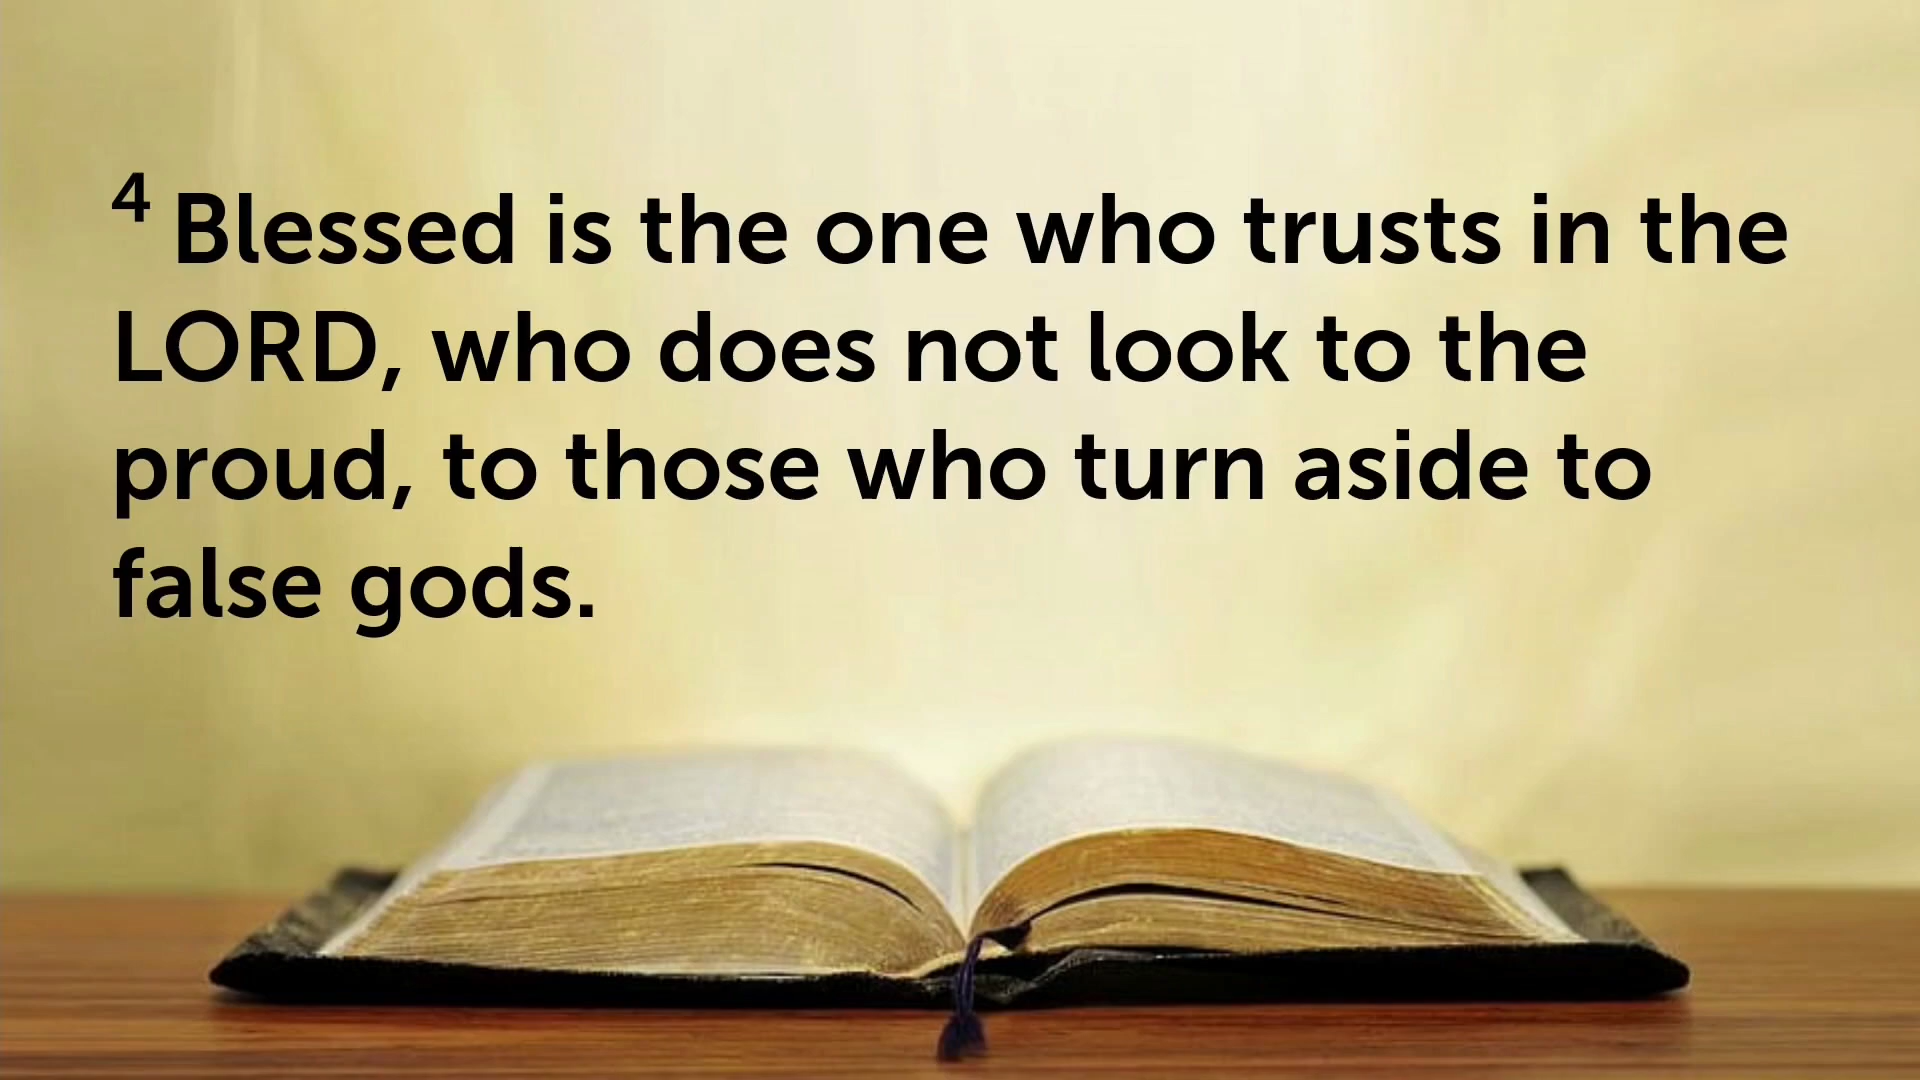 4 Blessed is the one who trusts in the
LORD, who does not look to the
proud, to those who turn aside to
false gods.